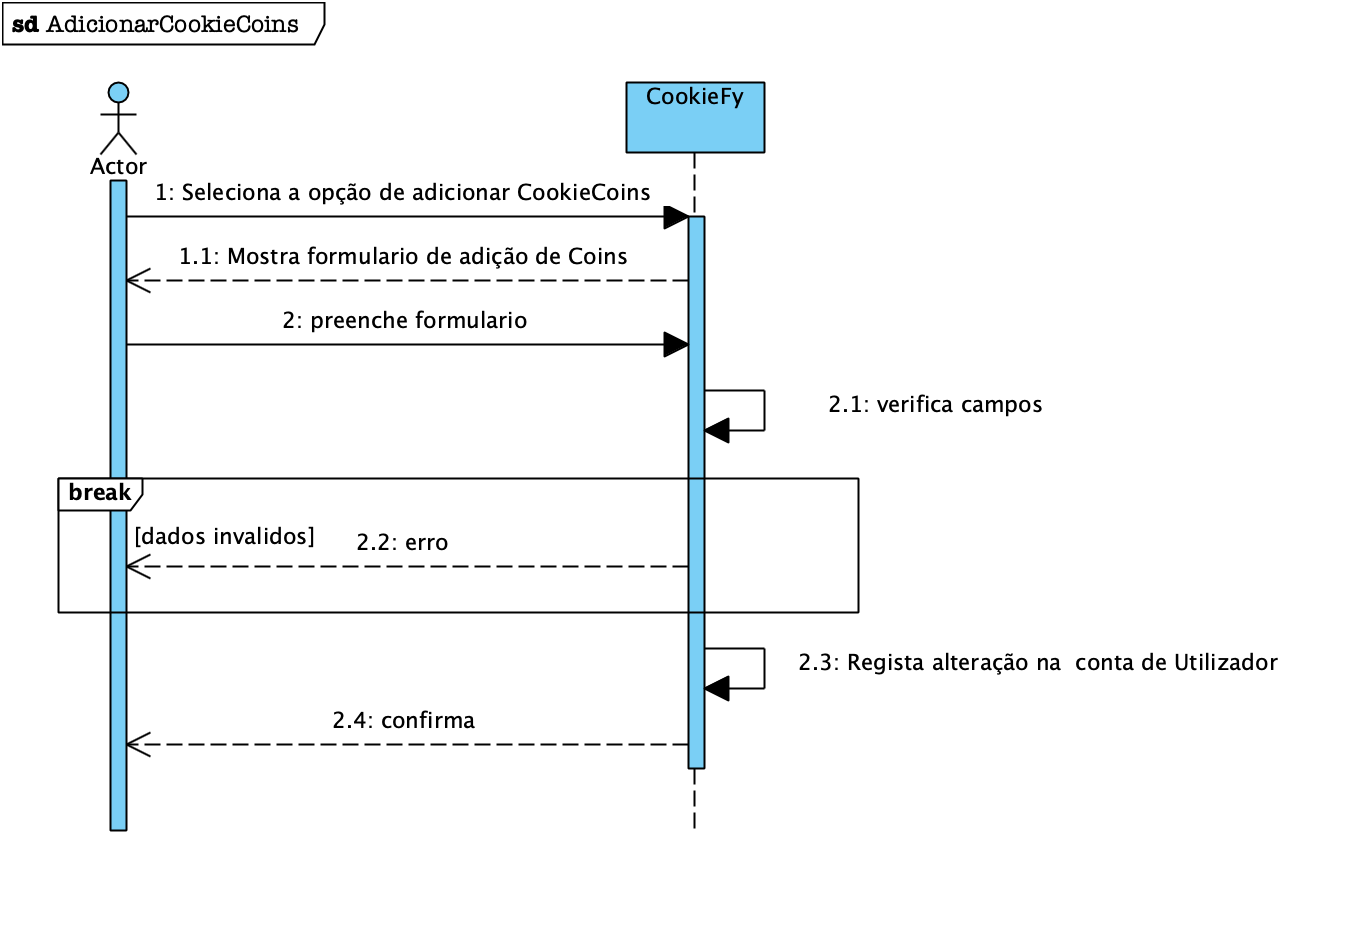 sd AdicionarCookieCoins
CookieFy
Actor
1: Seleciona a opção de adicionar CookieCoins
1.1: Mostra formulario de adição de Coins
2: preenche formulario
2.1: verifica campos
break
[dados invalidos]
2.2: erro
2.3: Regista alteração na  conta de Utilizador
2.4: confirma